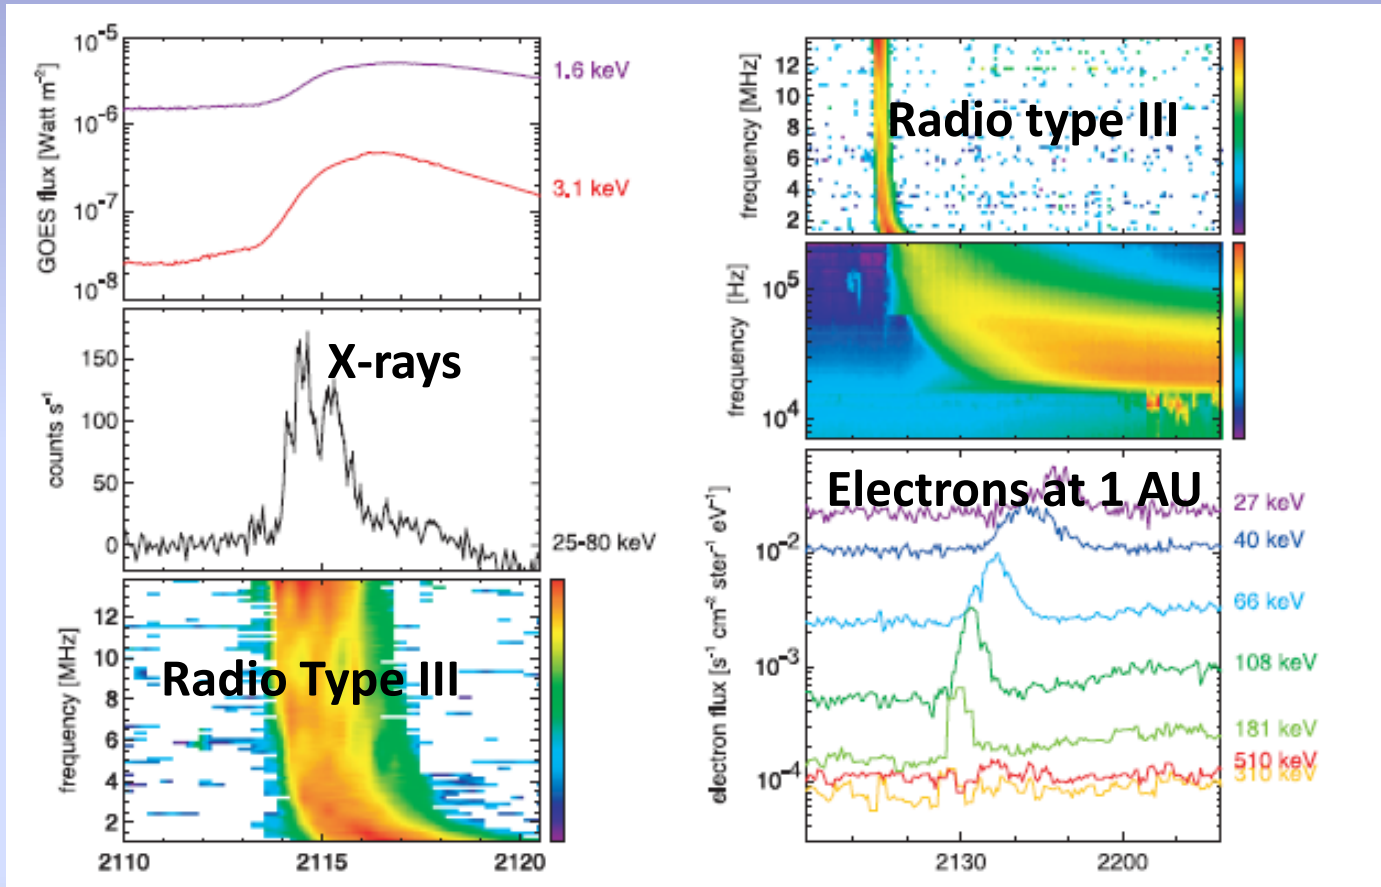 10⁻⁵
10⁻⁶
10⁻⁷
10⁻⁸
GOES flux [Watt m⁻²]
1.6 keV
3.1 keV
X-rays
150
100
50
0
counts s⁻¹
25-80 keV
Radio Type III
12
10
8
6
4
2
frequency [MHz]
2110
2115
2120
Radio type III
12
10
8
6
4
2
frequency [MHz]
10⁵
10⁴
frequency [Hz]
Electrons at 1 AU
10⁻²
10⁻³
10⁻⁴
electron flux [s⁻¹ cm⁻² ster⁻¹ eV⁻¹]
27 keV
40 keV
66 keV
108 keV
181 keV
510 keV
310 keV
2130
2200